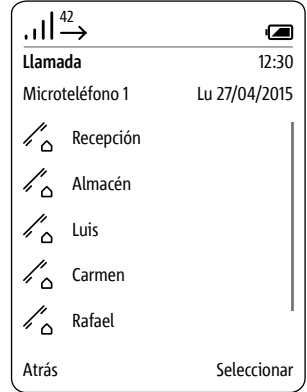 42
Llamada 12:30
Microteléfono 1 Lu 27/04/2015
Recepción
Almacén
Luis
Carmen
Rafael
Atrás Seleccionar